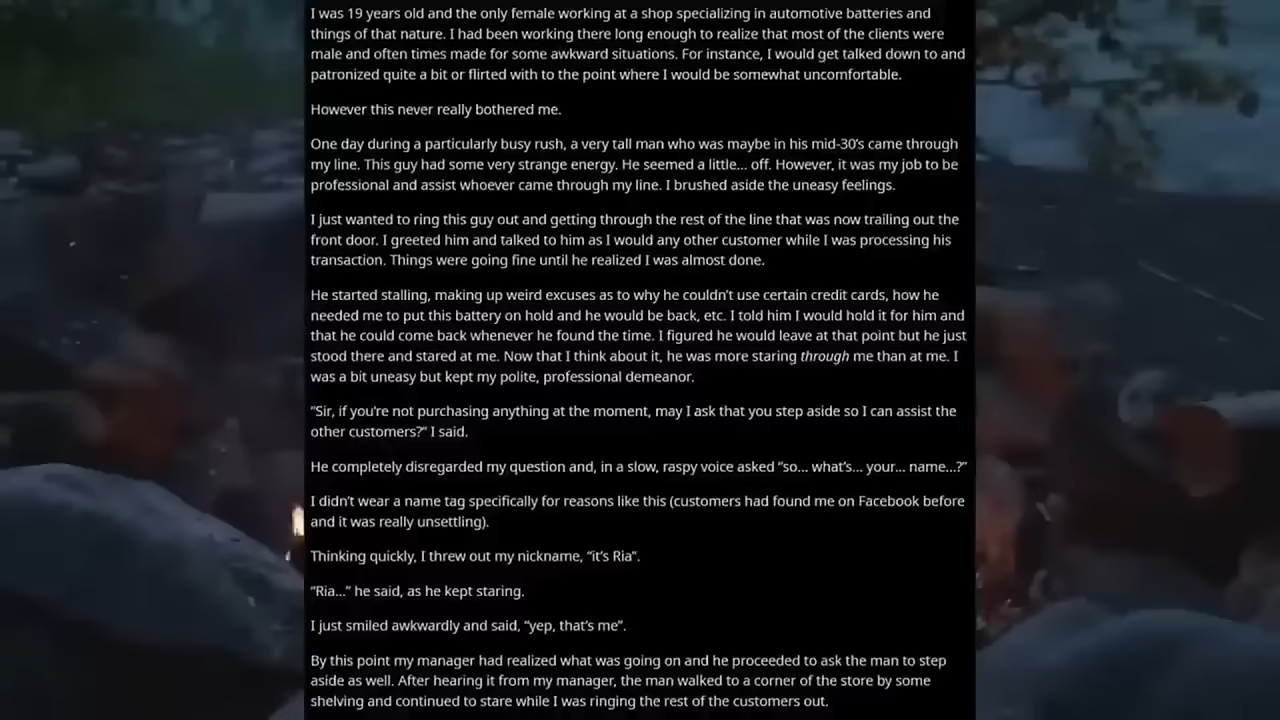 I was 19 years old and the only female working at a shop specializing in automotive batteries and
things of that nature. I had been working there long enough to realize that most of the clients were
male and often times made for some awkward situations. For instance, I would get talked down to and
patronized quite a bit or flirted with to the point where I would be somewhat uncomfortable.
However this never really bothered me.
One day during a particularly busy rush, a very tall man who was maybe in his mid-30’s came through
my line. This guy had some very strange energy. He seemed a little… off. However, it was my job to be
professional and assist whoever came through my line. I brushed aside the uneasy feelings.
I just wanted to ring this guy out and getting through the rest of the line that was now trailing out the
front door. I greeted him and talked to him as I would any other customer while I was processing his
transaction. Things were going fine until he realized I was almost done.
He started stalling, making up weird excuses as to why he couldn’t use certain credit cards, how he
needed me to put this battery on hold and he would be back, etc. I told him I would hold it for him and
that he could come back whenever he found the time. I figured he would leave at that point but he just
stood there and stared at me. Now that I think about it, he was more staring through me than at me. I
was a bit uneasy but kept my polite, professional demeanor.
“Sir, if you’re not purchasing anything at the moment, may I ask that you step aside so I can assist the
other customers?” I said.
He completely disregarded my question and, in a slow, raspy voice asked “so… what’s… your… name…?”
I didn’t wear a name tag specifically for reasons like this (customers had found me on Facebook before
and it was really unsettling).
Thinking quickly, I threw out my nickname, “it’s Ria”.
“Ria…” he said, as he kept staring.
I just smiled awkwardly and said, “yep, that’s me”.
By this point my manager had realized what was going on and he proceeded to ask the man to step
aside as well. After hearing it from my manager, the man walked to a corner of the store by some
shelving and continued to stare while I was ringing the rest of the customers out.